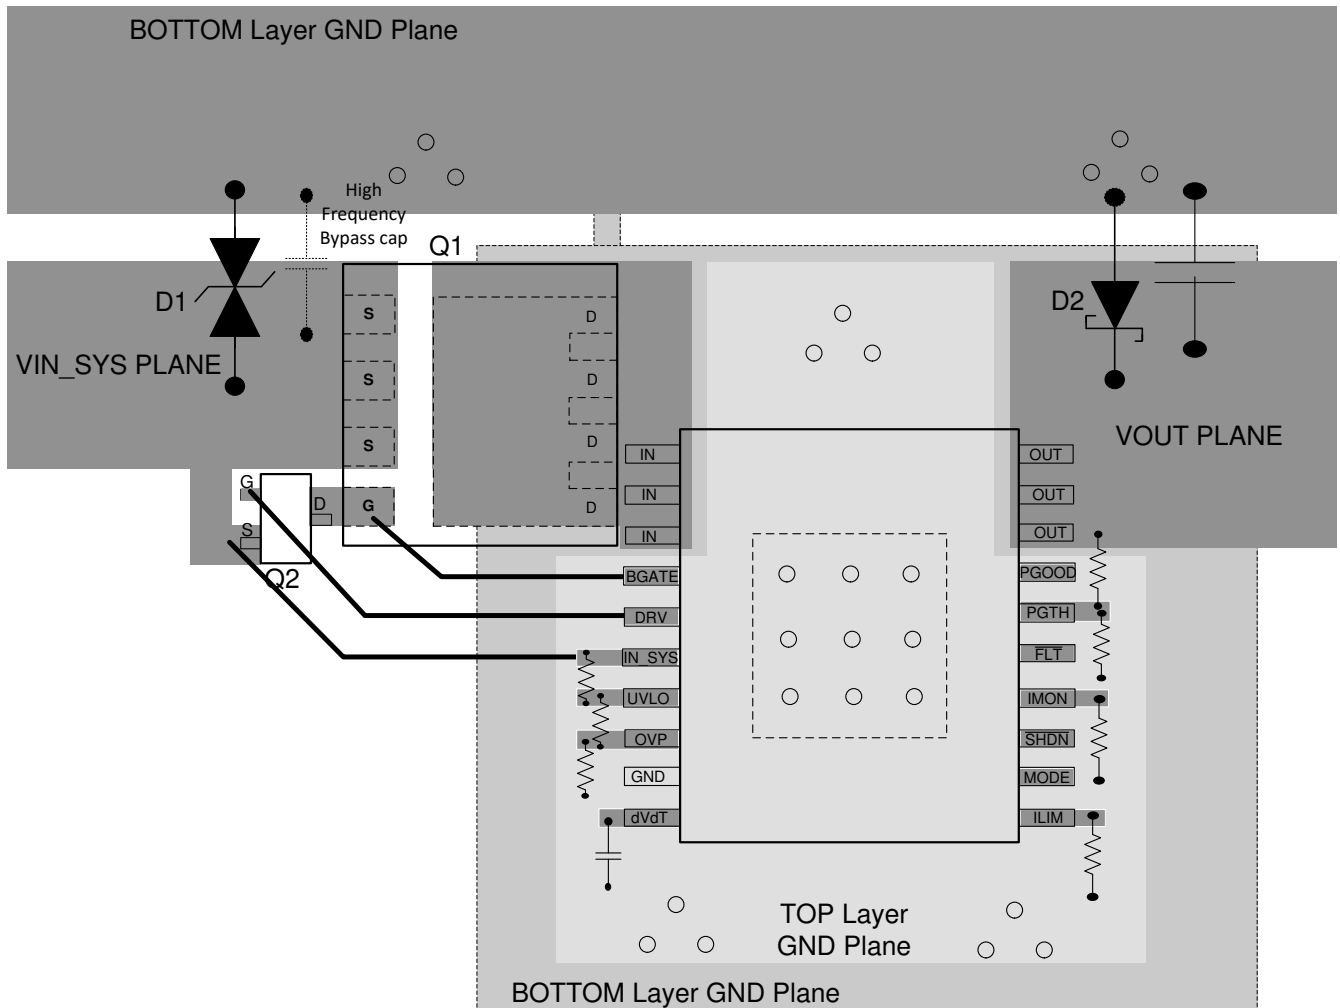 BOTTOM Layer GND Plane
High
Frequency
Bypass cap
Q1
D1
VIN_SYS PLANE
S
S
S
G
D
D
D
D
D2
VOUT PLANE
G
S
D
Q2
IN
IN
IN
BGATE
DRV
IN_SYS
UVLO
OVP
GND
dVdT
OUT
OUT
OUT
PGOOD
PGTH
FLT
IMON
SHDN
MODE
ILIM
TOP Layer
GND Plane
BOTTOM Layer GND Plane